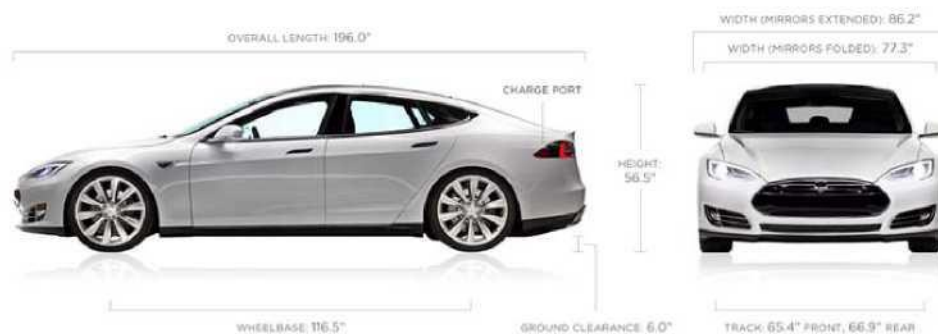 OVERALL LENGTH: 196.0"
CHARGE PORT
HEIGHT:
56.5"
WHEELBASE: 116.5"
GROUND CLEARANCE: 6.0"
WIDTH (MIRRORS EXTENDED): 86.2"
WIDTH (MIRRORS FOLDED): 77.3"
TRACK: 65.4" FRONT, 66.9" REAR